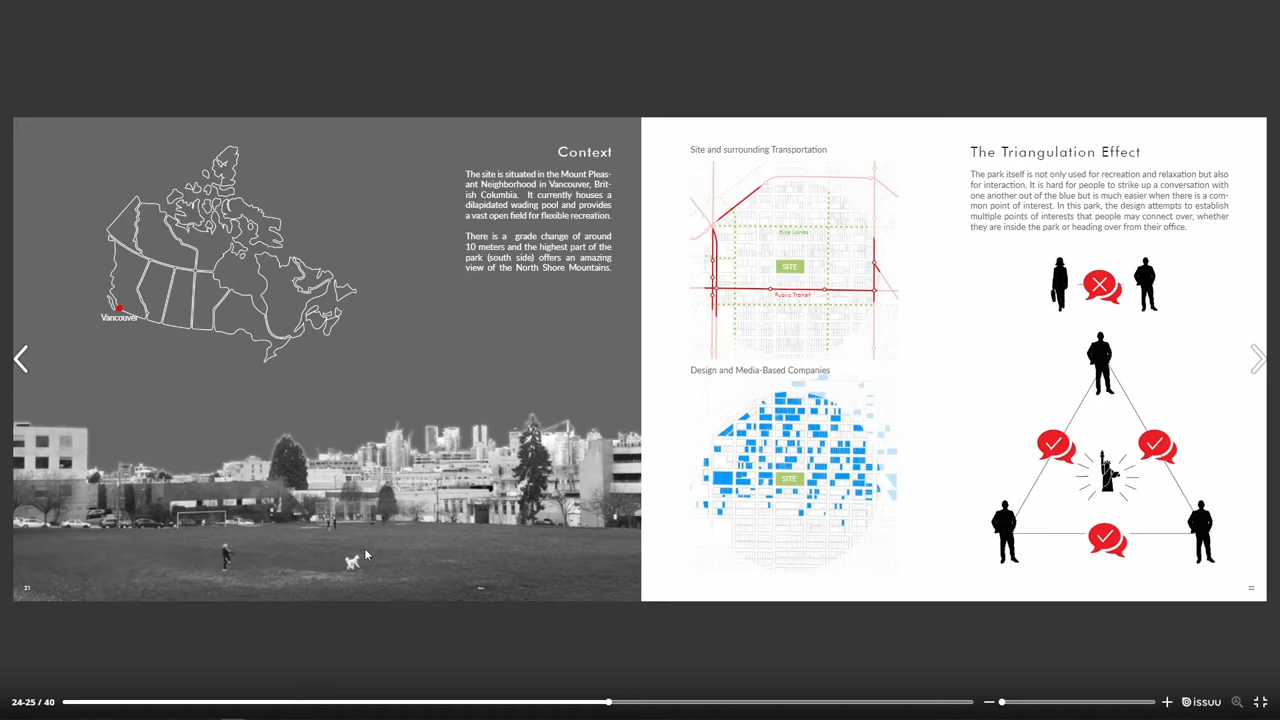 Context
The site is situated in the Mount Pleas-
ant Neighborhood in Vancouver, Brit-
ish Columbia. It currently houses a
dilapidated wading pool and provides
a vast open field for flexible recreation.
There is a grade change of around
10 meters and the highest part of the
park (south side) offers an amazing
view of the North Shore Mountains.
Vancouver
21
Site and surrounding Transportation
Bike Lanes
SITE
Public Transit
Design and Media-Based Companies
SITE
The Triangulation Effect
The park itself is not only used for recreation and relaxation but also
for interaction. It is hard for people to strike up a conversation with
one another out of the blue but is much easier when there is a com-
mon point of interest. In this park, the design attempts to establish
multiple points of interests that people may connect over, whether
they are inside the park or heading over from their office.
22
24-25 / 40
issuu